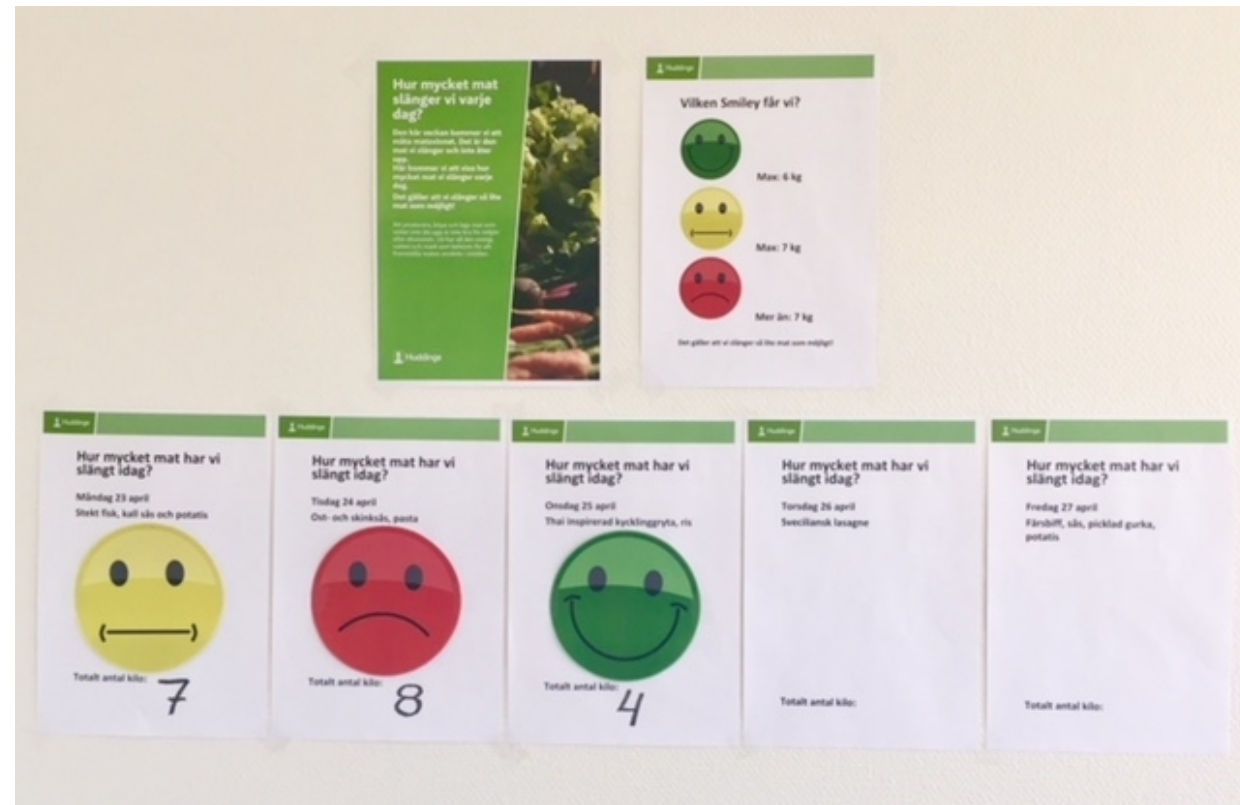 Hur mycket mat
slänger vi varje
dag?
Den här veckan kommer vi att
mäta matsvinnet. Det är den
mat vi slänger och inte äter
upp.
Här kommer vi att visa hur
mycket mat vi slänger varje
dag.
Det gäller att vi slänger så lite
mat som möjligt!
Huddinge
Huddinge
Vilken Smiley får vi?
Max: 6 kg
Max: 7 kg
Mer än: 7 kg
Det gäller att vi slänger så lite mat som möjligt!
Huddinge
Hur mycket mat har vi
slängt idag?
Måndag 23 april
Stekt fisk, kall sås och potatis
Totalt antal kilo:
7
Huddinge
Hur mycket mat har vi
slängt idag?
Tisdag 24 april
Ost- och skinksås, pasta
Totalt antal kilo:
8
Huddinge
Hur mycket mat har vi
slängt idag?
Onsdag 25 april
Thai inspirerad kycklinggryta, ris
Totalt antal kilo:
4
Huddinge
Hur mycket mat har vi
slängt idag?
Torsdag 26 april
Sveciliansk lasagne
Totalt antal kilo:
Huddinge
Hur mycket mat har vi
slängt idag?
Fredag 27 april
Färsbiff, sås, picklad gurka,
potatis
Totalt antal kilo: